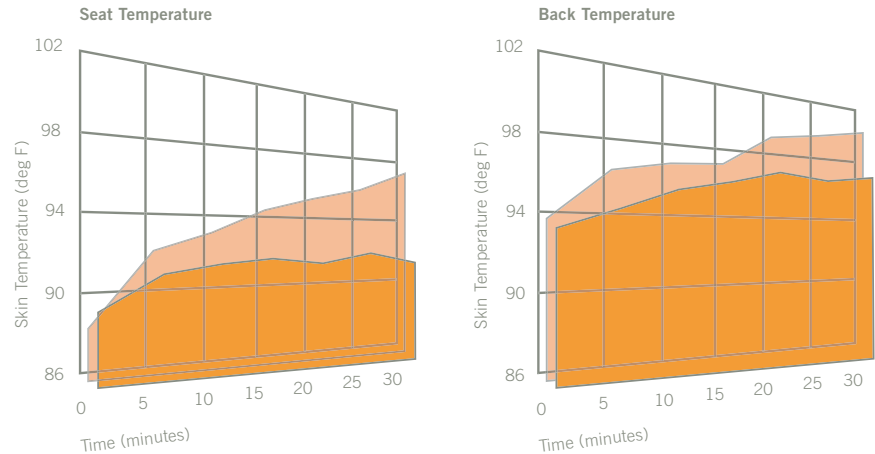 Seat Temperature
102
98
94
90
86
Skin Temperature (deg F)
0 5 10 15 20 25 30
Time (minutes)
Back Temperature
102
98
94
90
86
Skin Temperature (deg F)
0 5 10 15 20 25 30
Time (minutes)